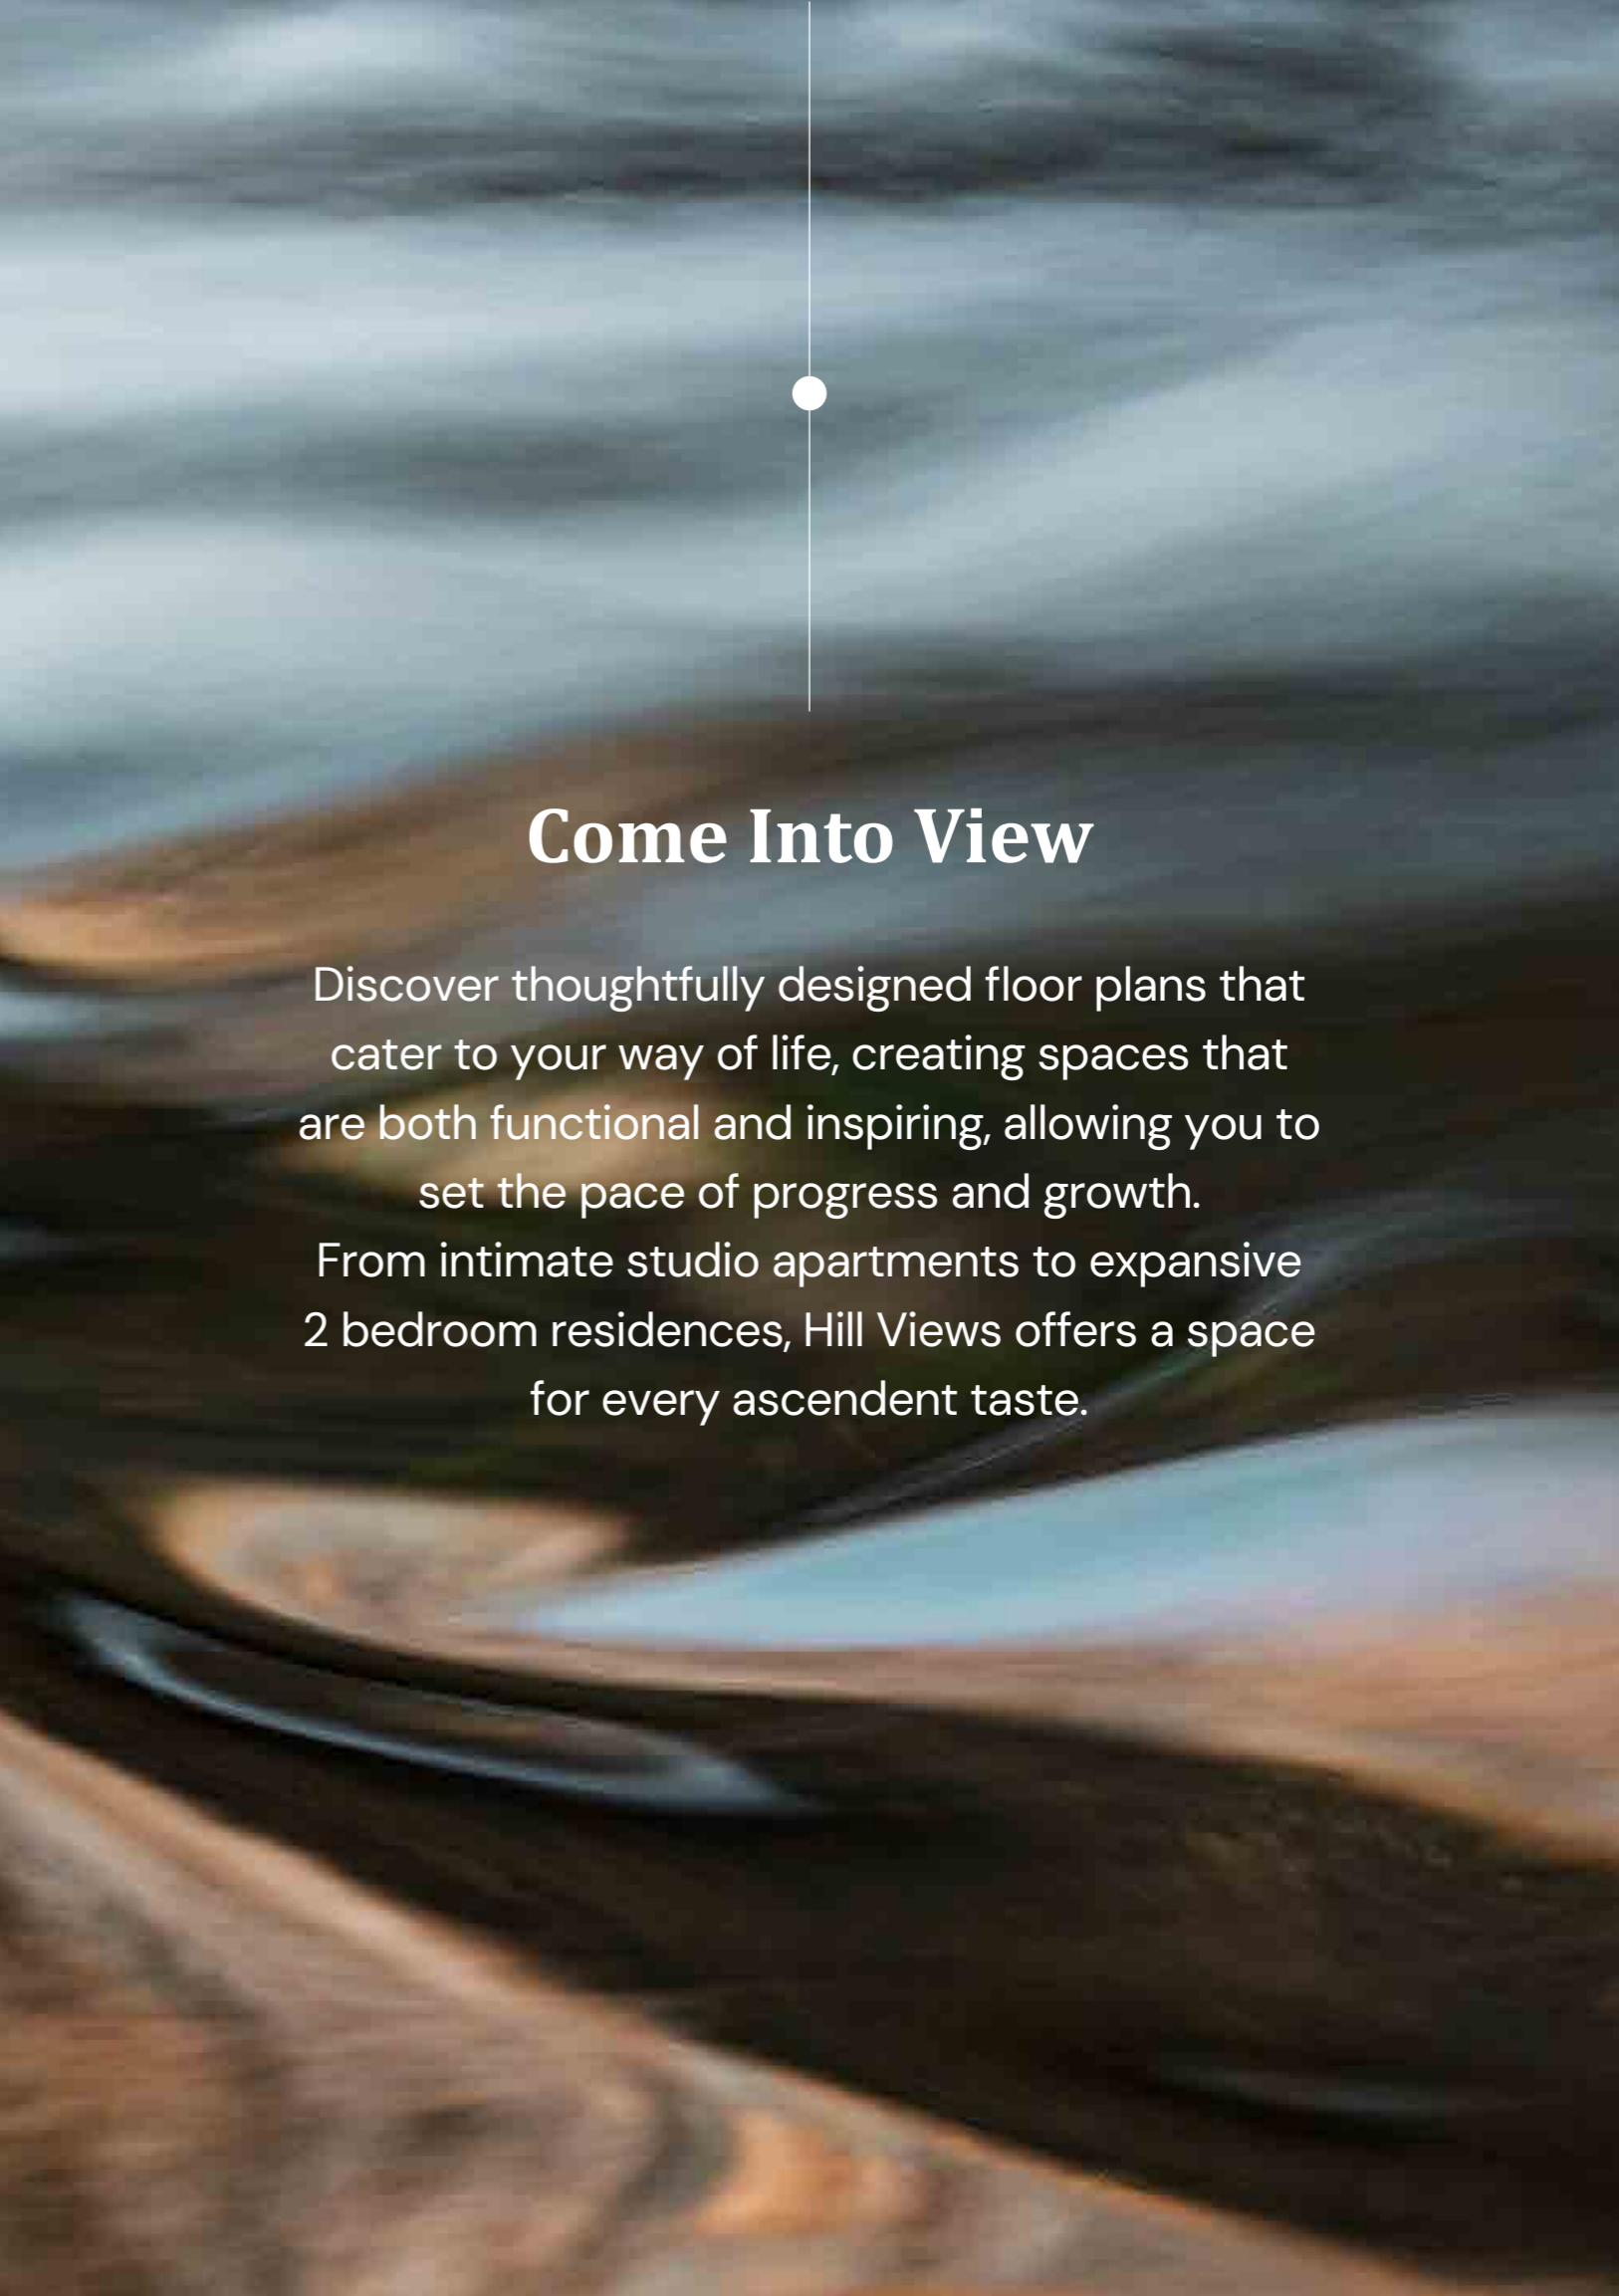 Come Into View
Discover thoughtfully designed floor plans that
cater to your way of life, creating spaces that
are both functional and inspiring, allowing you to
set the pace of progress and growth.
From intimate studio apartments to expansive
2 bedroom residences, Hill Views offers a space
for every ascendent taste.